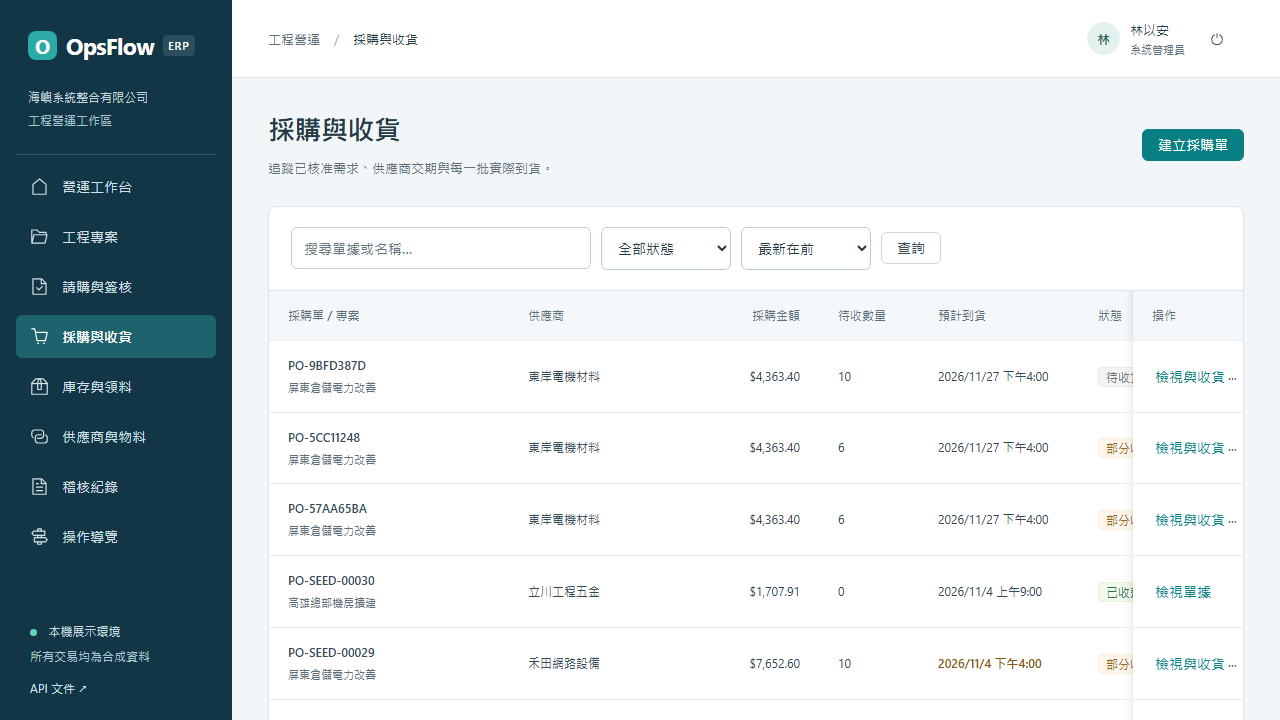 O OpsFlow ERP
海嶼系統整合有限公司
工程營運工作區
營運工作台
工程專案
請購與簽核
採購與收貨
庫存與領料
供應商與物料
稽核紀錄
操作導覽
本機展示環境
所有交易均為合成資料
API 文件 ↗
工程營運 / 採購與收貨
林 林以安
系統管理員
採購與收貨
追蹤已核准需求、供應商交期與每一批實際到貨。
建立採購單
搜尋單據或名稱... 全部狀態 最新在前 查詢
採購單 / 專案 供應商 採購金額 待收數量 預計到貨 狀態 操作
PO-9BFD387D
屏東倉儲電力改善
東岸電機材料 $4,363.40 10 2026/11/27 下午4:00 待收 檢視與收貨 ...
PO-5CC11248
屏東倉儲電力改善
東岸電機材料 $4,363.40 6 2026/11/27 下午4:00 部分 檢視與收貨 ...
PO-57AA65BA
屏東倉儲電力改善
東岸電機材料 $4,363.40 6 2026/11/27 下午4:00 部分 檢視與收貨 ...
PO-SEED-00030
高雄總部機房擴建
立川工程五金 $1,707.91 0 2026/11/4 上午9:00 已收 檢視單據
PO-SEED-00029
屏東倉儲電力改善
禾田網路設備 $7,652.60 10 2026/11/4 下午4:00 部分 檢視與收貨 ...